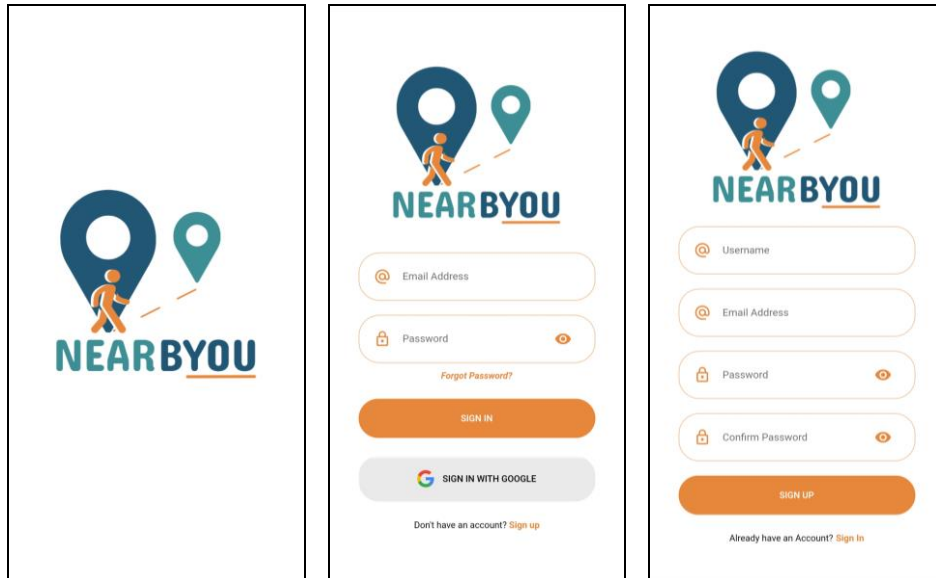 NEARBYOU
NEARBYOU
Email Address
Password
Forgot Password?
SIGN IN
SIGN IN WITH GOOGLE
Don't have an account? Sign up
NEARBYOU
Username
Email Address
Password
Confirm Password
SIGN UP
Already have an Account? Sign In